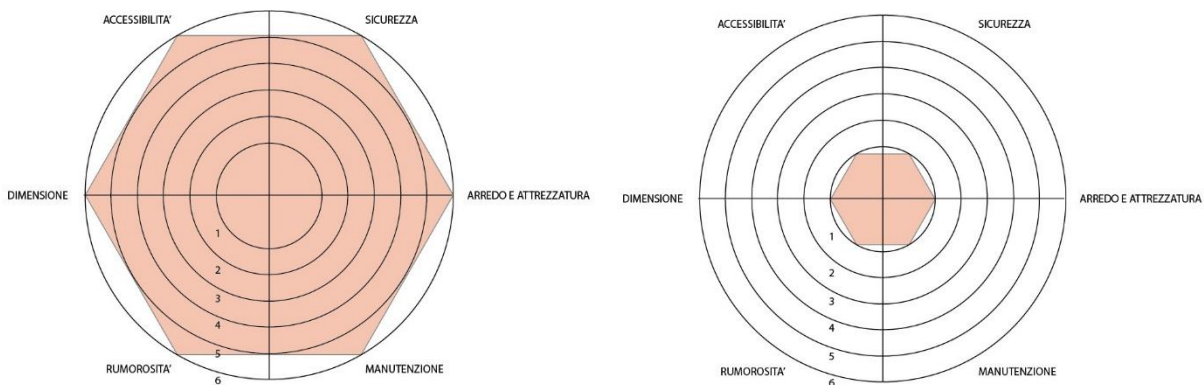 ACCESSIBILITA'
SICUREZZA
DIMENSIONE
ARREDO E ATTREZZATURA
1
2
3
4
5
6
RUMOROSITA'
MANUTENZIONE
ACCESSIBILITA'
SICUREZZA
DIMENSIONE
ARREDO E ATTREZZATURA
1
2
3
4
5
6
RUMOROSITA'
MANUTENZIONE